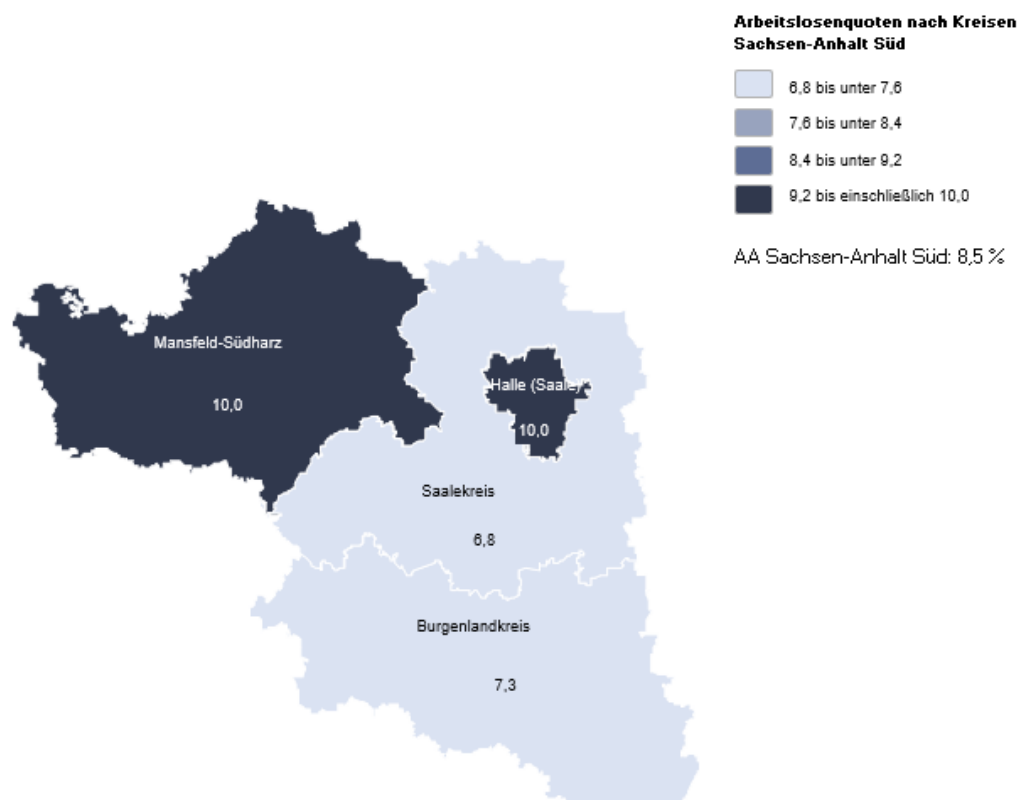 Arbeitslosenquoten nach Kreisen
Sachsen-Anhalt Süd
6,8 bis unter 7,6
7,6 bis unter 8,4
8,4 bis unter 9,2
9,2 bis einschließlich 10,0
AA Sachsen-Anhalt Süd: 8,5 %
Mansfeld-Südharz
10,0
Halle (Saale)
10,0
Saalekreis
6,8
Burgenlandkreis
7,3